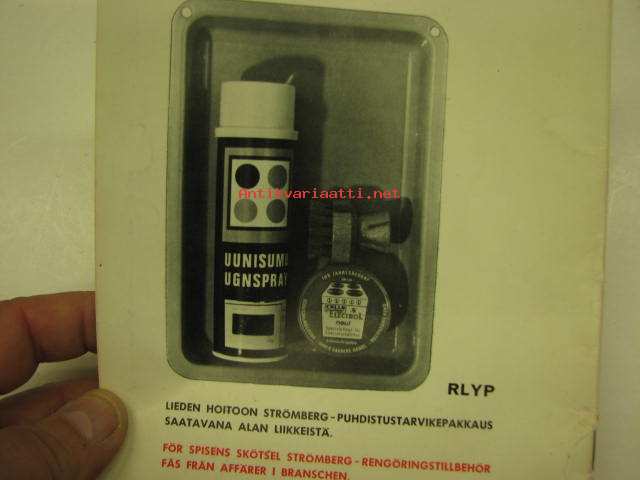 Antikvariaatti.net
UUNISUMU
UGNSPRAY
ELECTROL
RLYP
LIEDEN HOITOON STRÖMBERG-PUHDISTUSTARVIKEPAKKAUS
SAATAVANA ALAN LIIKKEISTÄ.
FÖR SPISENS SKÖTSEL STRÖMBERG-RENGÖRINGSTILLBEHÖR
FÅS FRÅN AFFÄRER I BRANSCHEN.